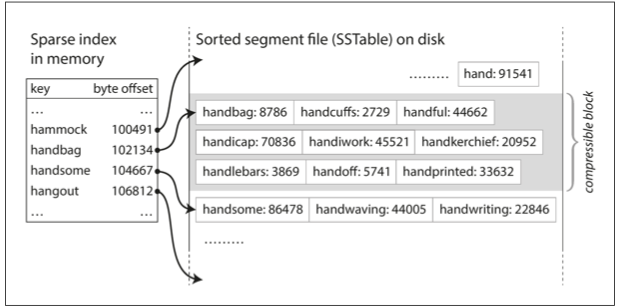 Sparse index
in memory
key byte offset
... ...
hammock 100491
handbag 102134
handsome 104667
hangout 106812
... ...
Sorted segment file (SSTable) on disk
......... hand: 91541
handbag: 8786 handcuffs: 2729 handful: 44662
handicap: 70836 handiwork: 45521 handkerchief: 20952
handlebars: 3869 handoff: 5741 handprinted: 33632
handsome: 86478 handwaving: 44005 handwriting: 22846
.........
compressible block